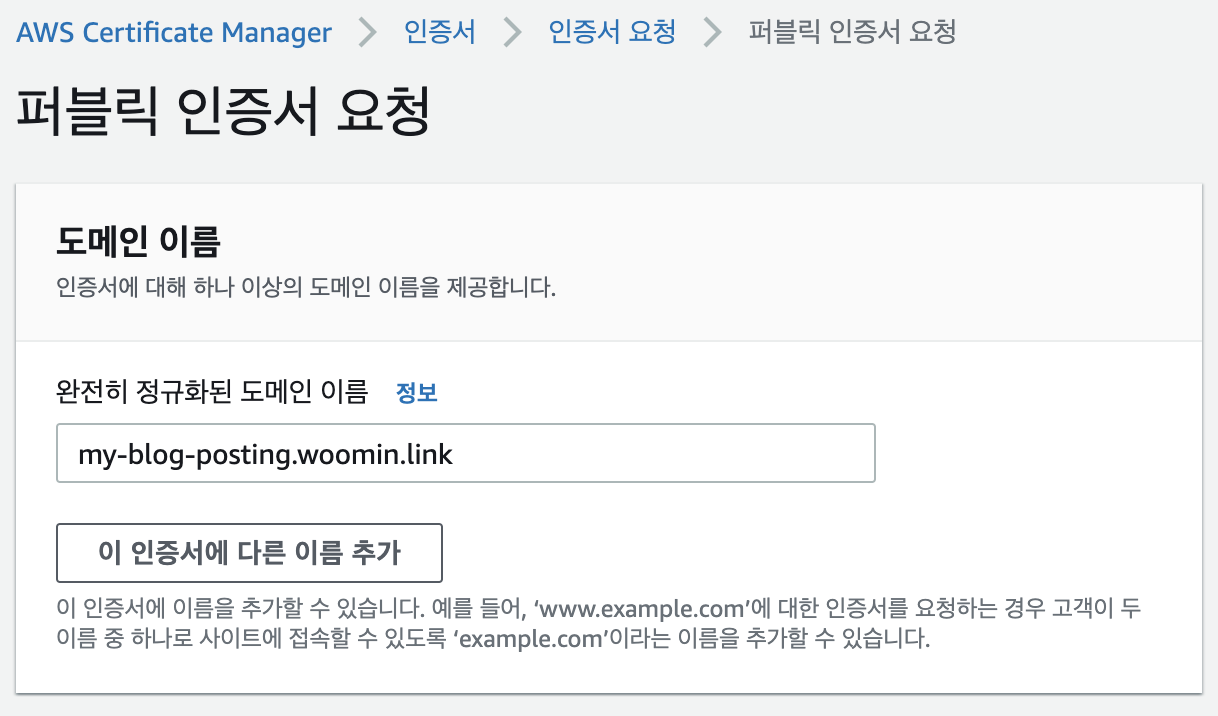 AWS Certificate Manager > 인증서 > 인증서 요청 > 퍼블릭 인증서 요청
퍼블릭 인증서 요청
도메인 이름
인증서에 대해 하나 이상의 도메인 이름을 제공합니다.
완전히 정규화된 도메인 이름 정보
my-blog-posting.woomin.link
이 인증서에 다른 이름 추가
이 인증서에 이름을 추가할 수 있습니다. 예를 들어, ‘www.example.com’에 대한 인증서를 요청하는 경우 고객이 두
이름 중 하나로 사이트에 접속할 수 있도록 ‘example.com’이라는 이름을 추가할 수 있습니다.